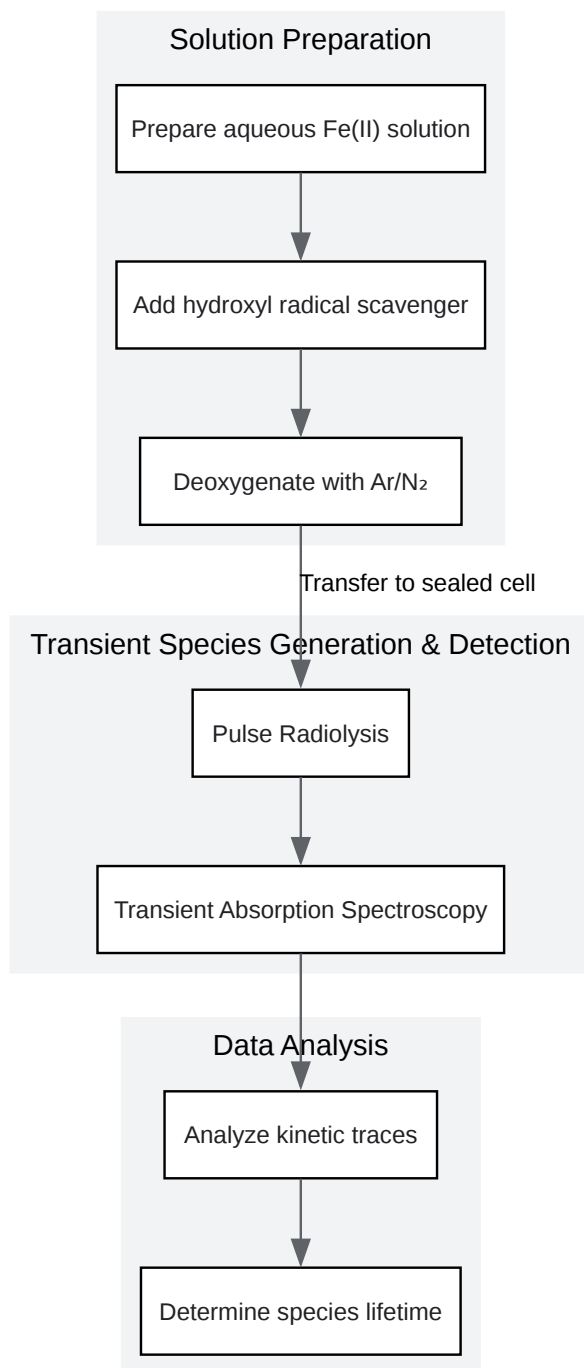 Solution Preparation
Prepare aqueous Fe(II) solution
Add hydroxyl radical scavenger
Deoxygenate with Ar/N₂
Transfer to sealed cell
Transient Species Generation & Detection
Pulse Radiolysis
Transient Absorption Spectroscopy
Data Analysis
Analyze kinetic traces
Determine species lifetime